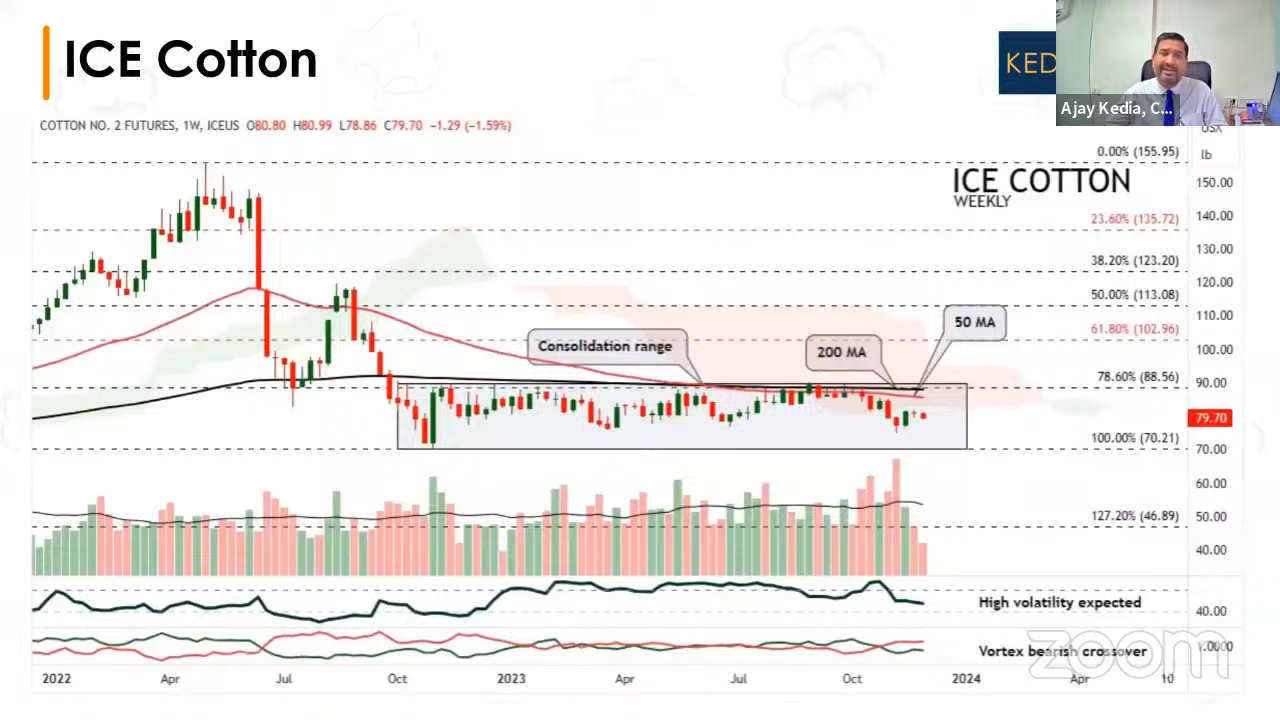 ICE Cotton
KED
Ajay Kedia, C...
COTTON NO. 2 FUTURES, 1W, ICEUS O80.80 H80.99 L78.86 C79.70 −1.29 (−1.59%)
lb
ICE COTTON
WEEKLY
0.00% (155.95)
23.60% (135.72)
38.20% (123.20)
50.00% (113.08)
61.80% (102.96)
78.60% (88.56)
100.00% (70.21)
127.20% (46.89)
150.00
140.00
130.00
120.00
110.00
100.00
90.00
79.70
70.00
60.00
50.00
40.00
Consolidation range
200 MA
50 MA
High volatility expected
40.00
Vortex bearish crossover
1.0000
zoom
2022
Apr
Jul
Oct
2023
Apr
Jul
Oct
2024
Apr
10